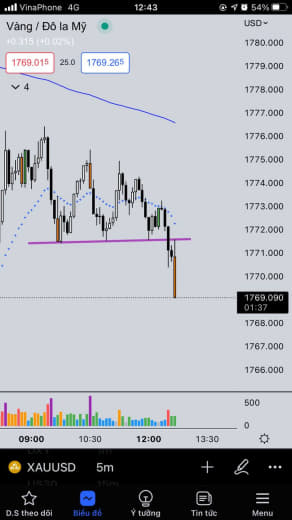 VinaPhone 4G 12:43 54%
Vàng / Đô la Mỹ
USD
+0.315 (+0.02%)
1769.015 25.0 1769.265
4
1780.000
1779.000
1778.000
1777.000
1776.000
1775.000
1774.000
1773.000
1772.000
1771.000
1770.000
1769.090
01:37
1768.000
1767.000
1766.000
500
0
09:00 10:30 12:00 13:30
XAUUSD 5m
D.S theo dõi Biểu đồ Ý tưởng Tin tức Menu